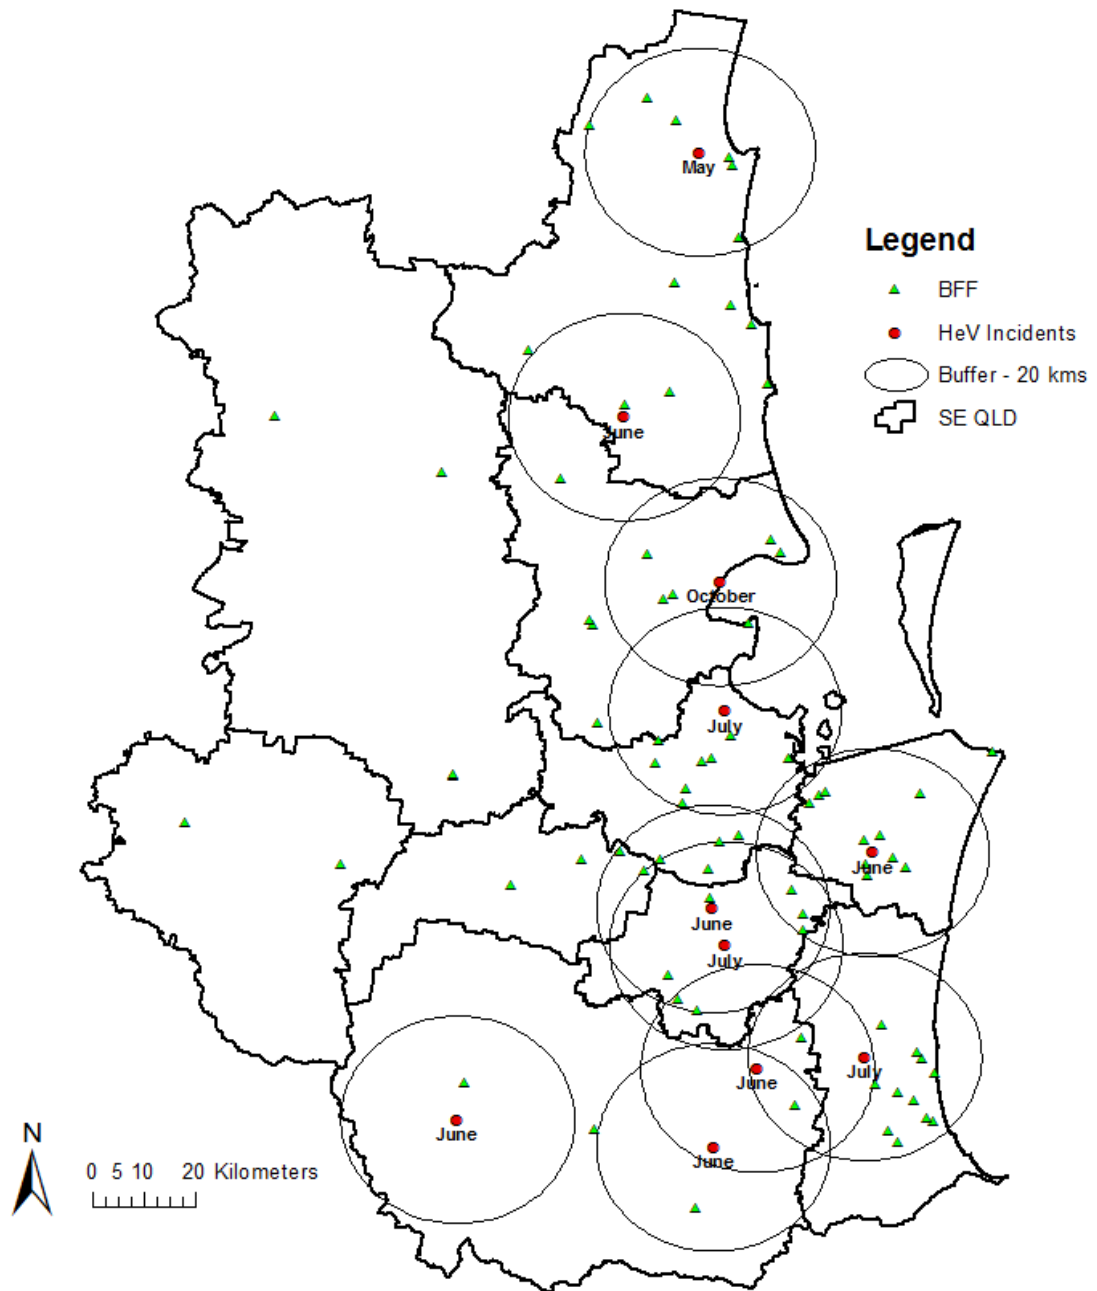 May
Legend
BFF
HeV Incidents
Buffer - 20 kms
SE QLD
June
October
July
June
June
July
July
June
June
June
N
0 5 10 20 Kilometers